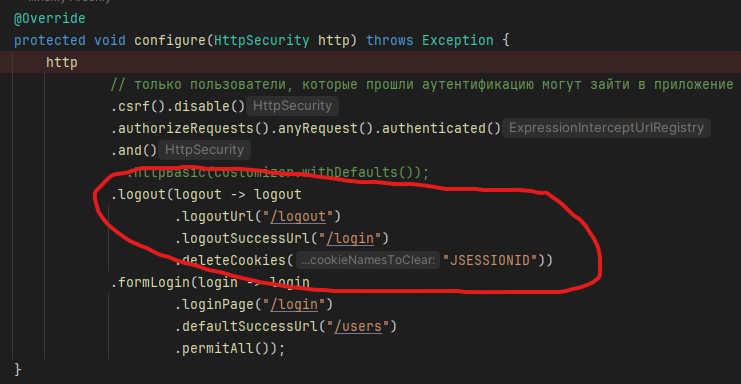 @Override
protected void configure(HttpSecurity http) throws Exception {
http
// только пользователи, которые прошли аутентификацию могут зайти в приложение
.csrf().disable() HttpSecurity
.authorizeRequests().anyRequest().authenticated() ExpressionInterceptUrlRegistry
.and() HttpSecurity
.httpBasic(Customizer.withDefaults());
.logout(logout -> logout
.logoutUrl("/logout")
.logoutSuccessUrl("/login")
.deleteCookies( ...cookieNamesToClear: "JSESSIONID"))
.formLogin(login -> login
.loginPage("/login")
.defaultSuccessUrl("/users")
.permitAll());
}